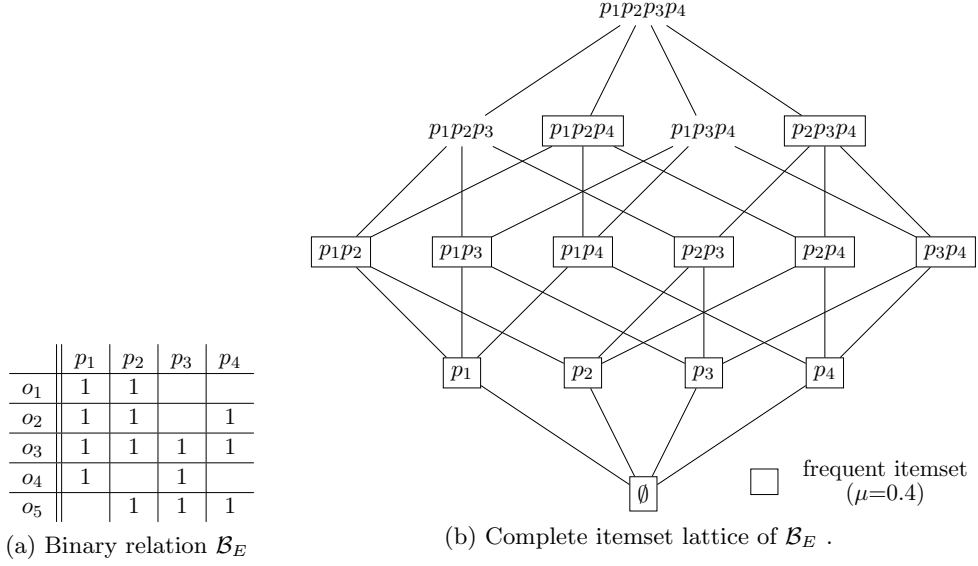 p₁p₂p₃p₄
p₁p₂p₃ p₁p₂p₄ p₁p₃p₄ p₂p₃p₄
p₁p₂ p₁p₃ p₁p₄ p₂p₃ p₂p₄ p₃p₄
p₁ p₂ p₃ p₄
∅
frequent itemset
(μ=0.4)
p₁ p₂ p₃ p₄
o₁ 1 1
o₂ 1 1 1
o₃ 1 1 1 1
o₄ 1 1
o₅ 1 1 1
(a) Binary relation ℬ_E
(b) Complete itemset lattice of ℬ_E .